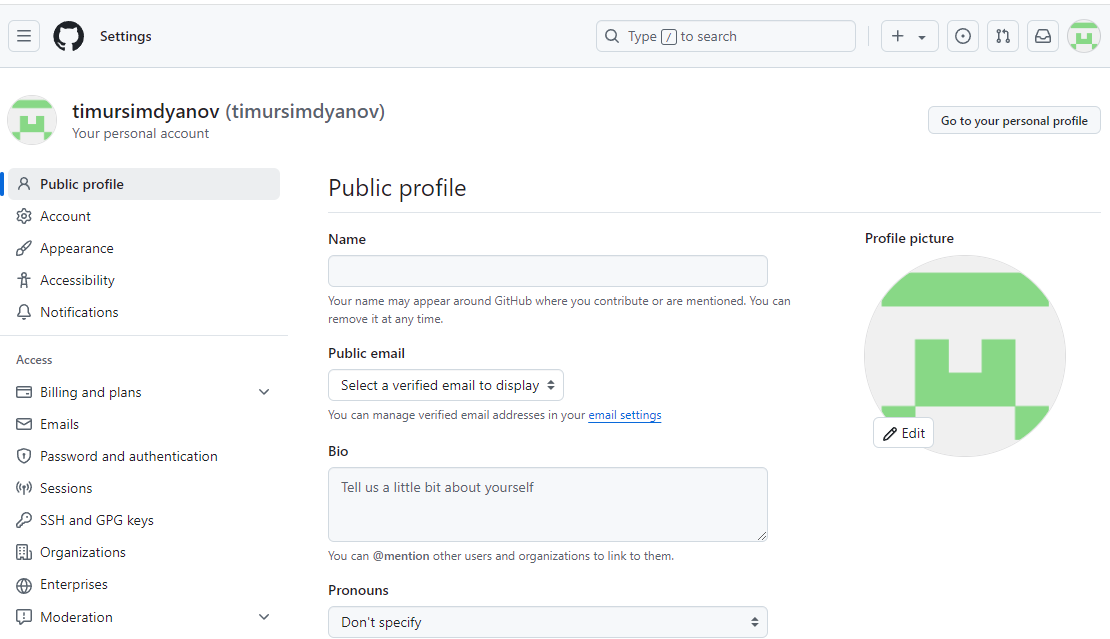 Settings
Type / to search
timursimdyanov (timursimdyanov)
Your personal account
Go to your personal profile
Public profile
Account
Appearance
Accessibility
Notifications
Access
Billing and plans
Emails
Password and authentication
Sessions
SSH and GPG keys
Organizations
Enterprises
Moderation
Public profile
Name
Your name may appear around GitHub where you contribute or are mentioned. You can
remove it at any time.
Public email
Select a verified email to display
You can manage verified email addresses in your email settings
Bio
Tell us a little bit about yourself
You can @mention other users and organizations to link to them.
Pronouns
Don't specify
Profile picture
Edit